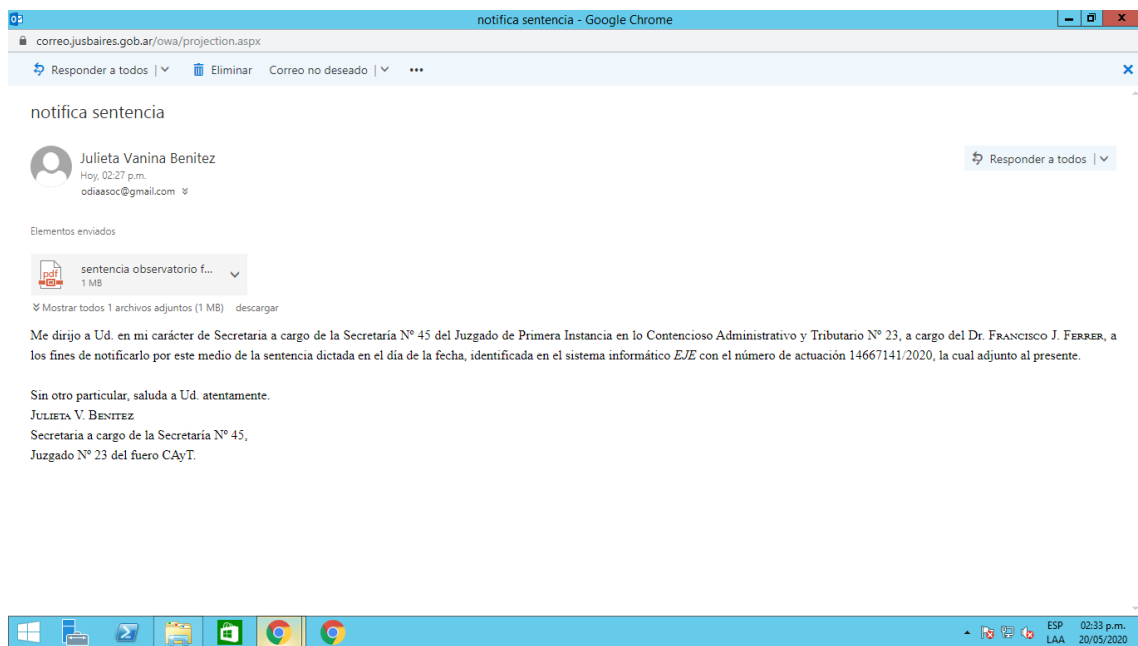 notifica sentencia - Google Chrome
correo.jusbaires.gob.ar/owa/projection.aspx
Responder a todos | Eliminar Correo no deseado | ···
notifica sentencia
Julieta Vanina Benitez
Responder a todos |
Hoy, 02:27 p.m.
odiaasoc@gmail.com
Elementos enviados
pdf
sentencia observatorio f...
1 MB
Mostrar todos 1 archivos adjuntos (1 MB) descargar
Me dirijo a Ud. en mi carácter de Secretaria a cargo de la Secretaría Nº 45 del Juzgado de Primera Instancia en lo Contencioso Administrativo y Tributario Nº 23, a cargo del Dr. FRANCISCO J. FERRER, a
los fines de notificarlo por este medio de la sentencia dictada en el día de la fecha, identificada en el sistema informático EJE con el número de actuación 14667141/2020, la cual adjunto al presente.
Sin otro particular, saluda a Ud. atentamente.
JULIETA V. BENITEZ
Secretaria a cargo de la Secretaría Nº 45,
Juzgado Nº 23 del fuero CAyT.
ESP 02:33 p.m.
LAA 20/05/2020